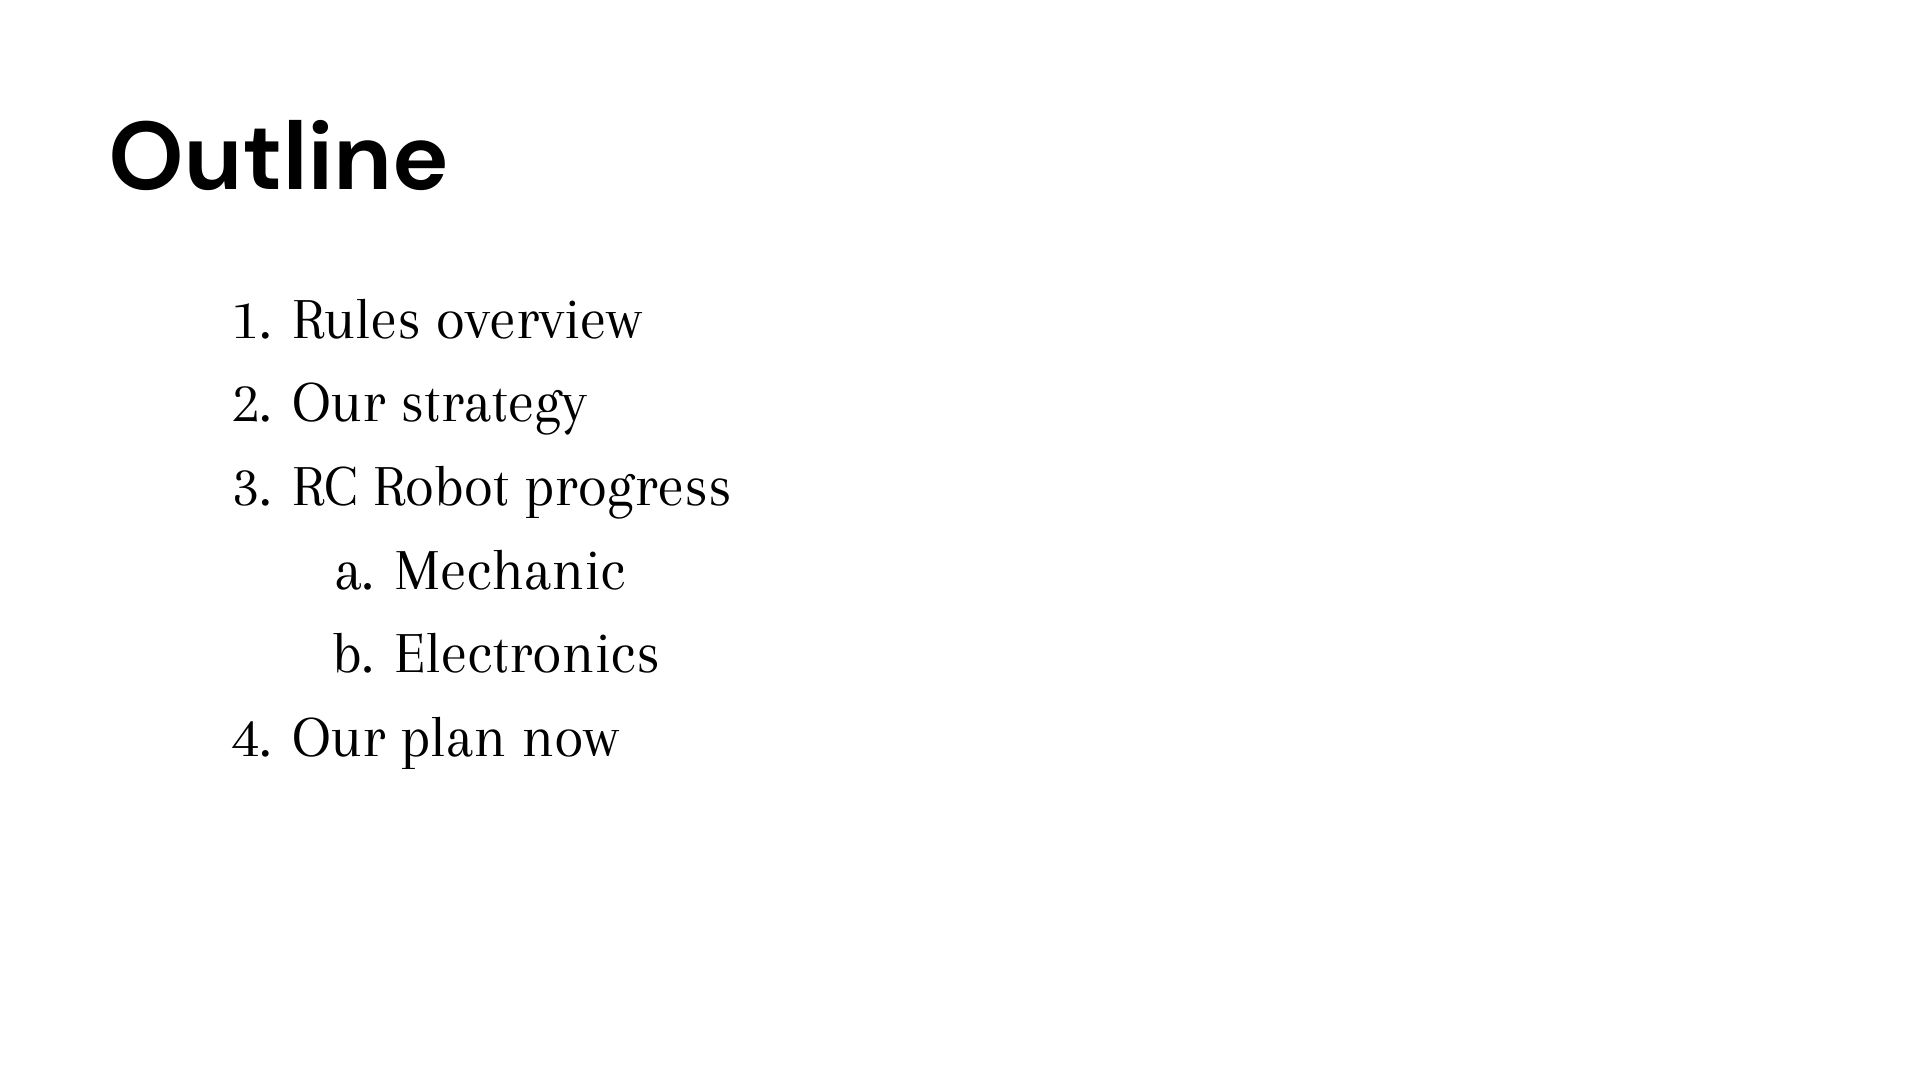 Outline
1. Rules overview
2. Our strategy
3. RC Robot progress
a. Mechanic
b. Electronics
4. Our plan now